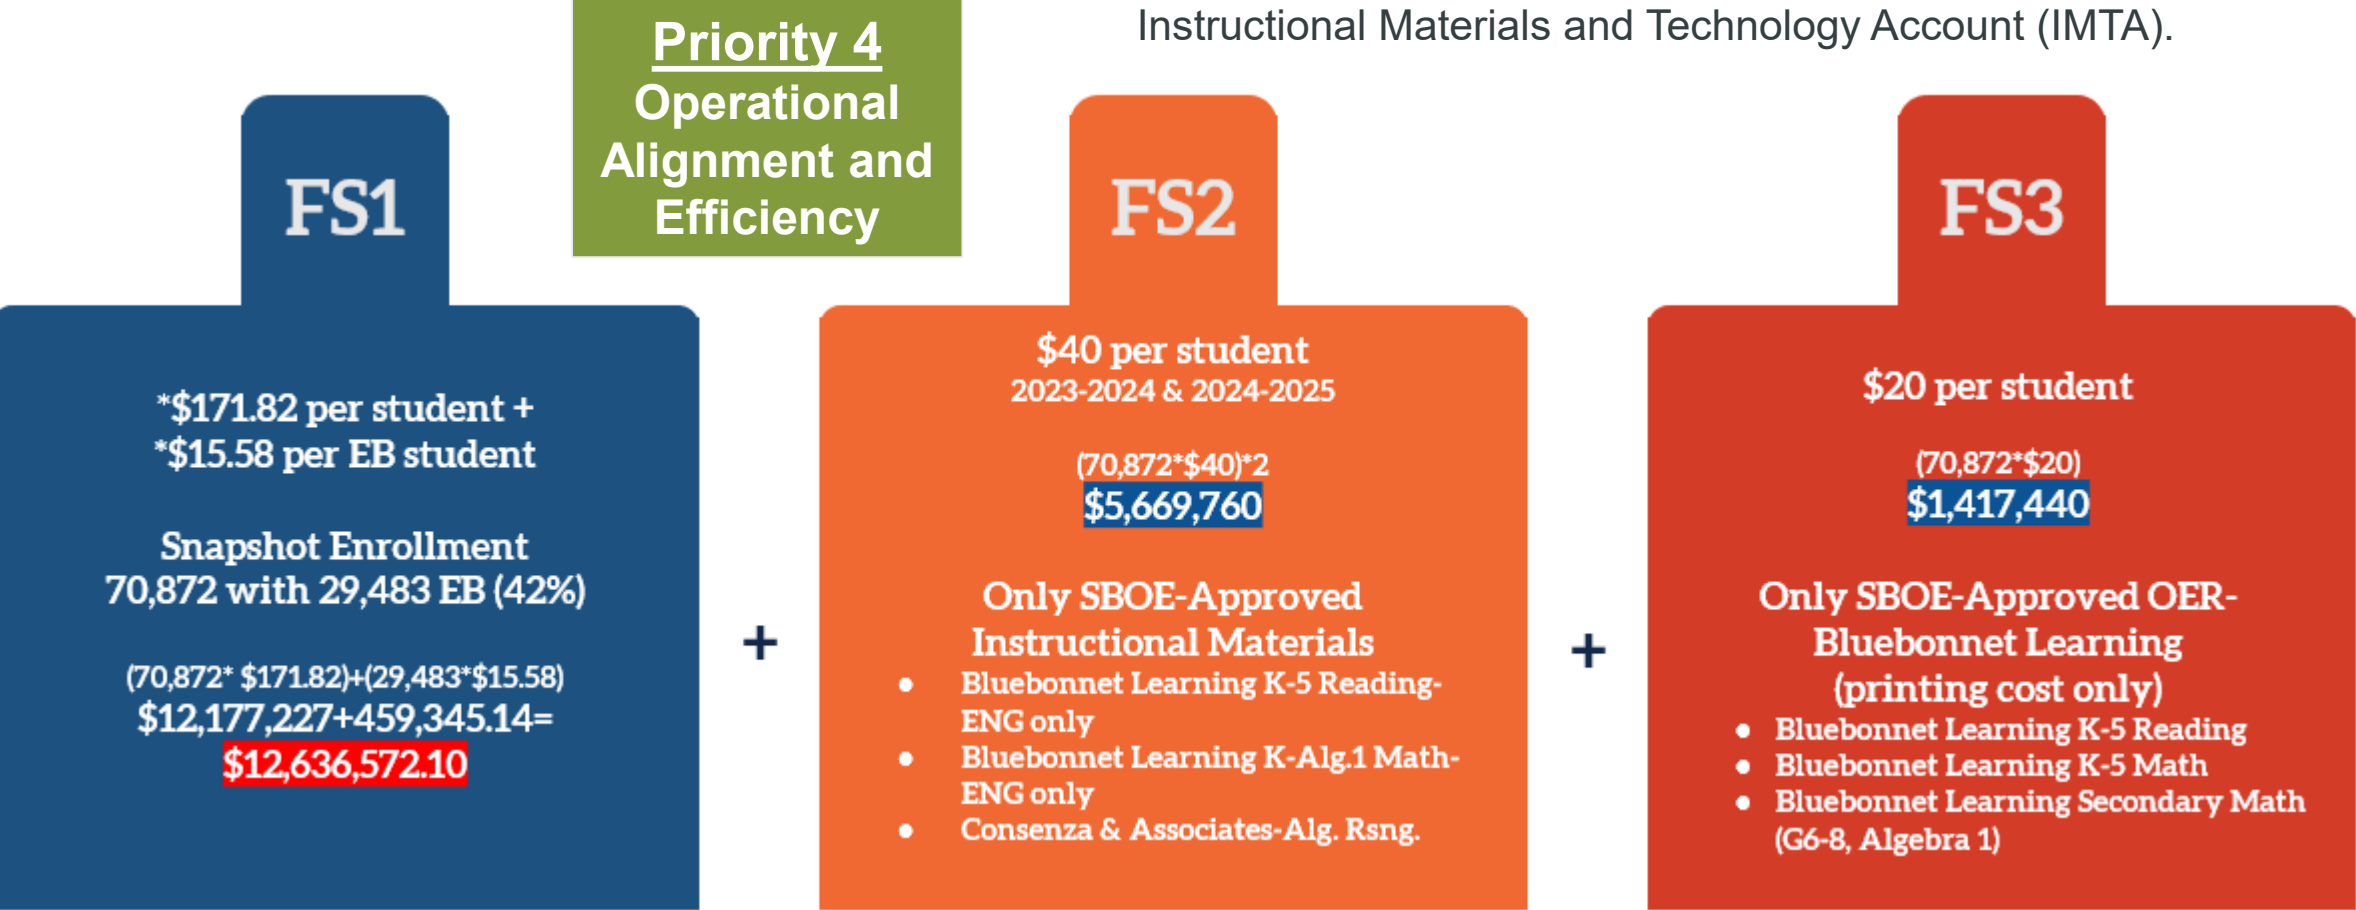 Instructional Materials and Technology Account (IMTA).
Priority 4
Operational
Alignment and
Efficiency
FS1
*$171.82 per student +
*$15.58 per EB student
Snapshot Enrollment
70,872 with 29,483 EB (42%)
(70,872* $171.82)+(29,483*$15.58)
$12,177,227+459,345.14=
$12,636,572.10
+
FS2
$40 per student
2023-2024 & 2024-2025
(70,872*$40)*2
$5,669,760
Only SBOE-Approved
Instructional Materials
● Bluebonnet Learning K-5 Reading-
ENG only
● Bluebonnet Learning K-Alg.1 Math-
ENG only
● Consenza & Associates-Alg. Rsng.
+
FS3
$20 per student
(70,872*$20)
$1,417,440
Only SBOE-Approved OER-
Bluebonnet Learning
(printing cost only)
● Bluebonnet Learning K-5 Reading
● Bluebonnet Learning K-5 Math
● Bluebonnet Learning Secondary Math
(G6-8, Algebra 1)